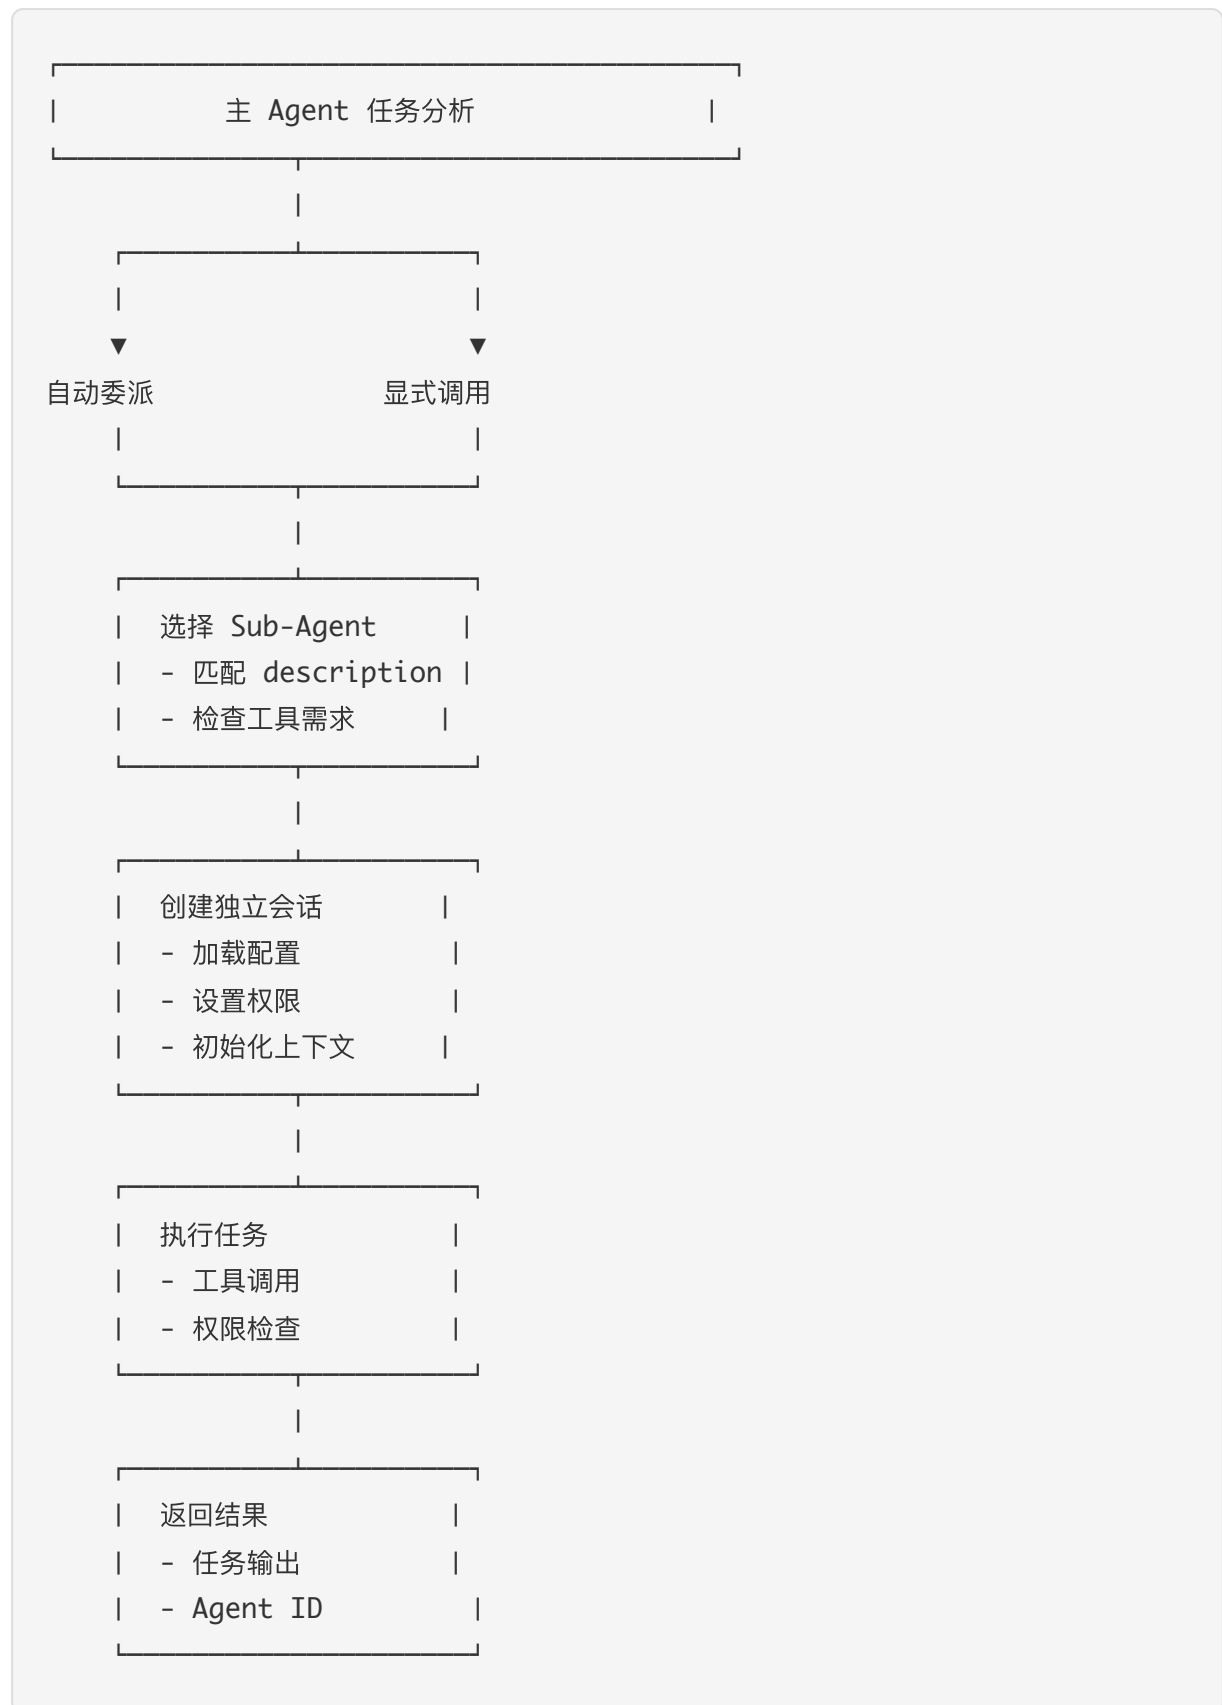 主 Agent 任务分析
自动委派 显式调用
选择 Sub-Agent
- 匹配 description
- 检查工具需求
创建独立会话
- 加载配置
- 设置权限
- 初始化上下文
执行任务
- 工具调用
- 权限检查
返回结果
- 任务输出
- Agent ID